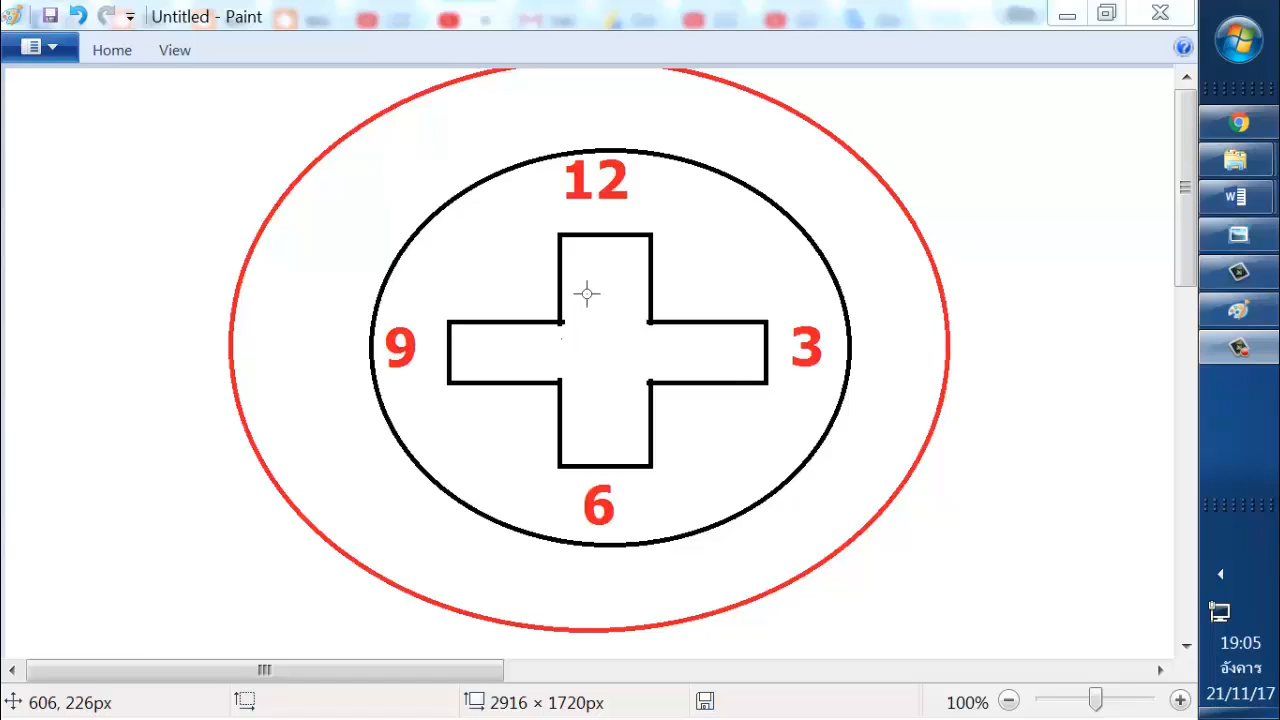 Untitled - Paint
Home View
12
9 3
6
19:05
อังคาร
21/11/17
606, 226px 2916 × 1720px 100%